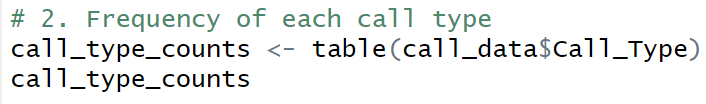 # 2. Frequency of each call type
call_type_counts <- table(call_data$Call_Type)
call_type_counts